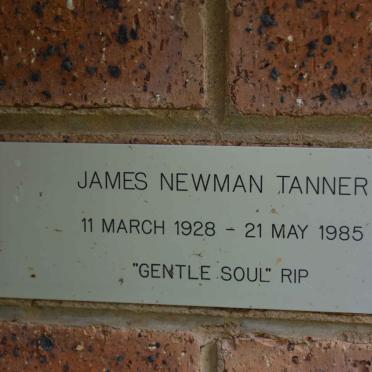 JAMES NEWMAN TANNER
11 MARCH 1928 - 21 MAY 1985
"GENTLE SOUL" RIP